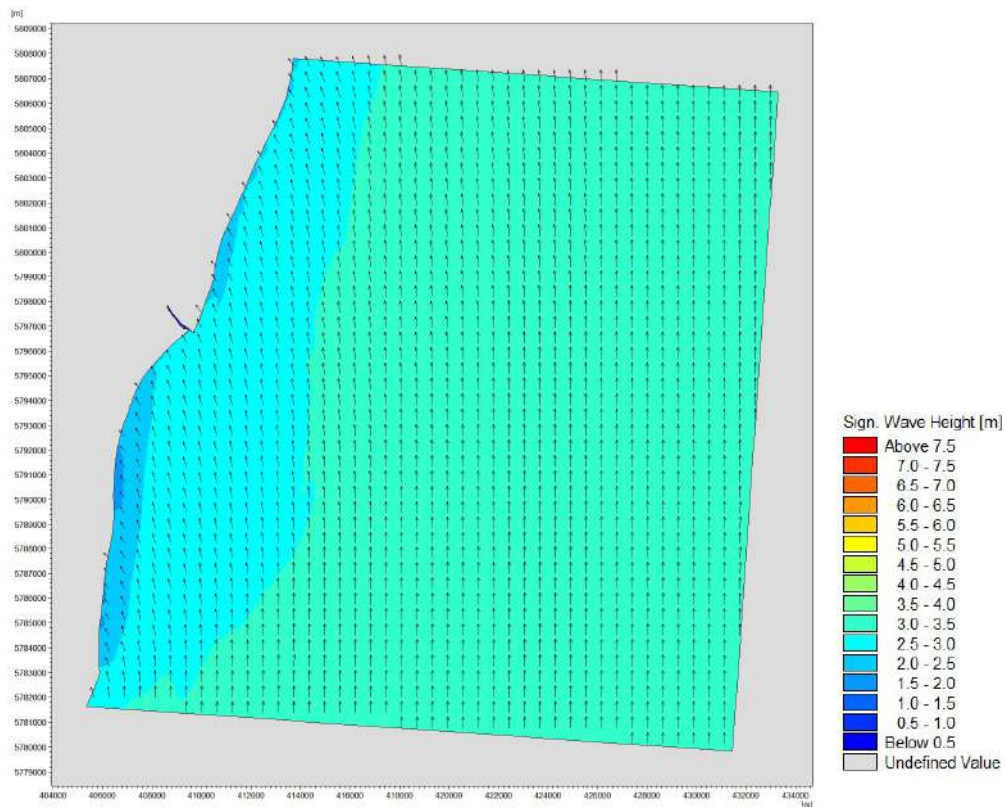 [m]
5809000
5808000
5807000
5806000
5805000
5804000
5803000
5802000
5801000
5800000
5799000
5798000
5797000
5796000
5795000
5794000
5793000
5792000
5791000
5790000
5789000
5788000
5787000
5786000
5785000
5784000
5783000
5782000
5781000
5780000
5779000
404000 406000 408000 410000 412000 414000 416000 418000 420000 422000 424000 426000 428000 430000 432000 434000
[m]
Sign. Wave Height [m]
Above 7.5
7.0 - 7.5
6.5 - 7.0
6.0 - 6.5
5.5 - 6.0
5.0 - 5.5
4.5 - 5.0
4.0 - 4.5
3.5 - 4.0
3.0 - 3.5
2.5 - 3.0
2.0 - 2.5
1.5 - 2.0
1.0 - 1.5
0.5 - 1.0
Below 0.5
Undefined Value